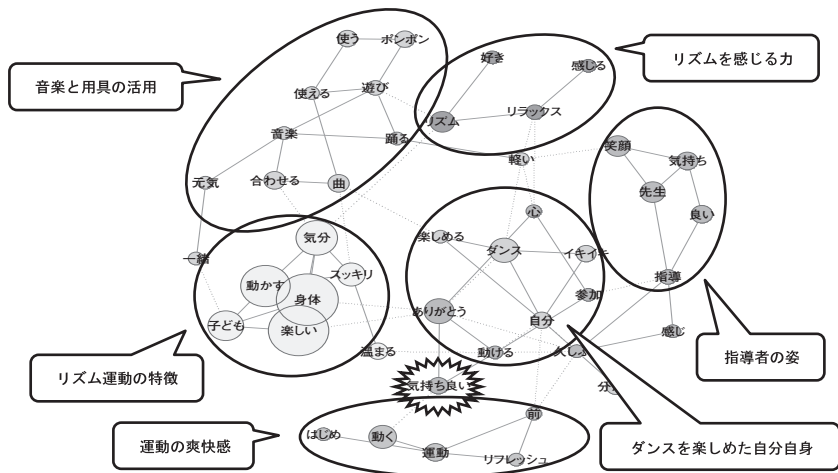 使う
ポンポン
好き
感じる
リズムを感じる力
音楽と用具の活用
使える
遊び
リズム
リラックス
音楽
踊る
軽い
笑顔
気持ち
元気
合わせる
曲
先生
心
良い
気分
楽しめる
ダンス
イキイキ
一緒
スッキリ
指導
動かす
身体
参加
ありがとう
自分
子ども
楽しい
感じ
温まる
動ける
久しぶ
指導者の姿
リズム運動の特徴
気持ち良い
前
はじめ
動く
運動
リフレッシュ
運動の爽快感
ダンスを楽しめた自分自身